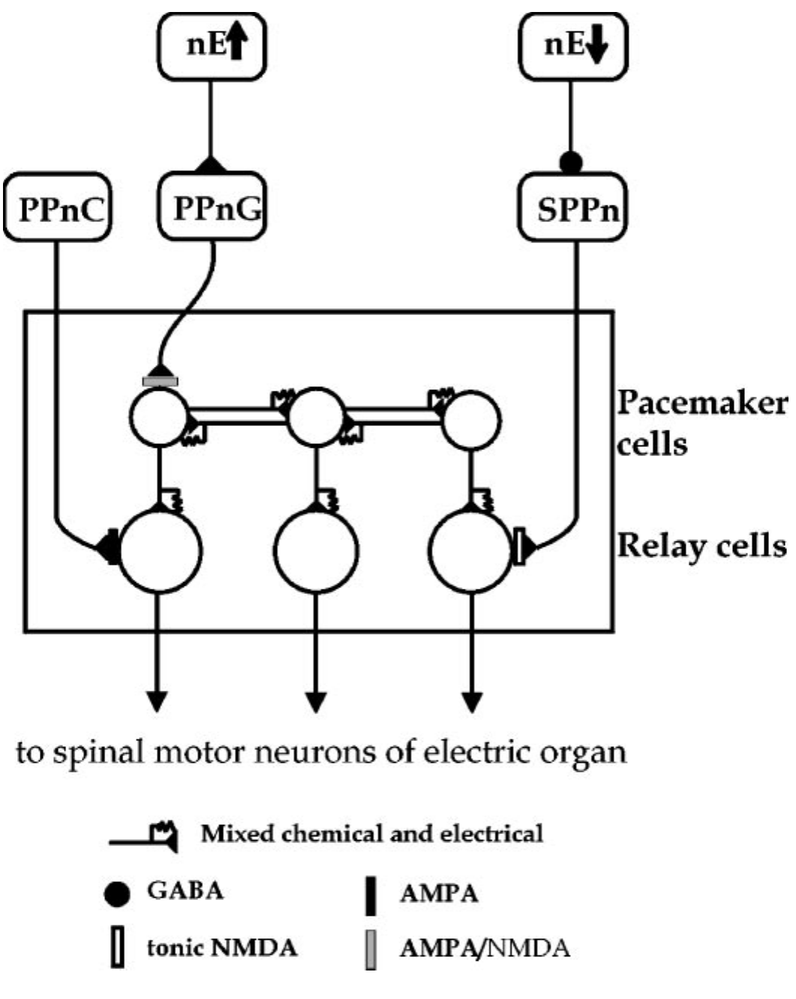 nE
nE
PPnC
PPnG
SPPn
Pacemaker
cells
Relay cells
to spinal motor neurons of electric organ
Mixed chemical and electrical
GABA
AMPA
tonic NMDA
AMPA/NMDA